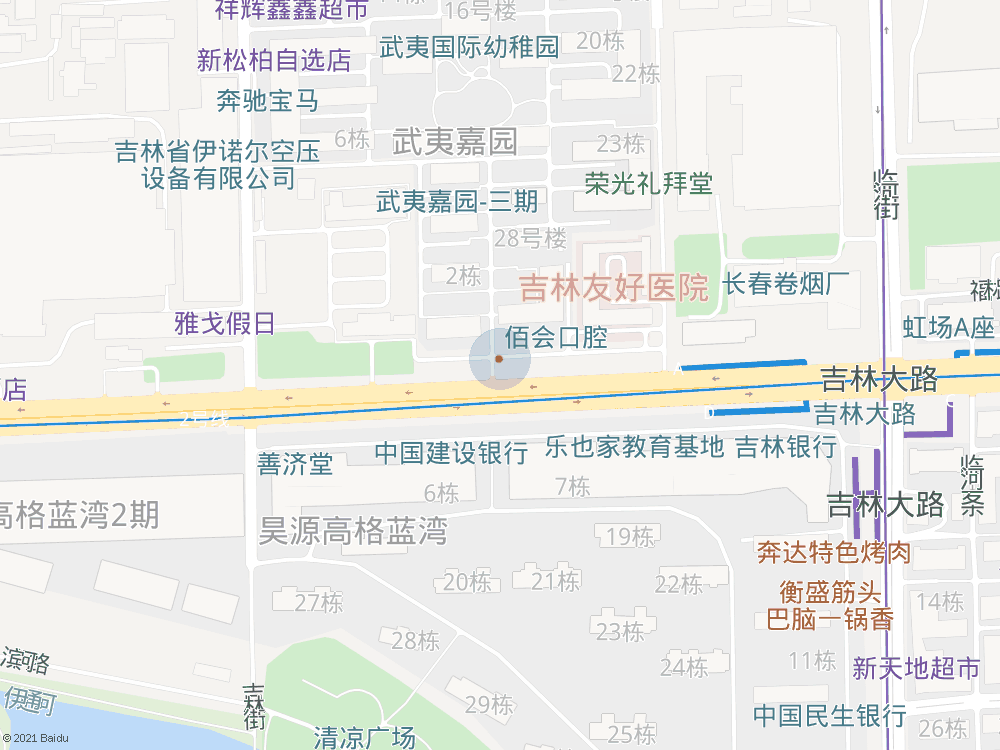 祥辉鑫鑫超市
16号楼
武夷国际幼稚园
20栋
新松柏自选店
22栋
奔驰宝马
6栋
武夷嘉园
23栋
吉林省伊诺尔空压
设备有限公司
荣光礼拜堂
临河街
武夷嘉园-三期
28号楼
2栋
吉林友好医院
长春卷烟厂
雅戈假日
佰会口腔
虹场A座
店
吉林大路
吉林大路
善济堂
中国建设银行
乐也家教育基地
吉林银行
临河条
6栋
7栋
高格蓝湾2期
昊源高格蓝湾
吉林大路
19栋
奔达特色烤肉
20栋
21栋
22栋
衡盛筋头
巴脑一锅香
27栋
14栋
28栋
23栋
滨河路
24栋
11栋
新天地超市
伊通河
吉林街
29栋
中国民生银行
清凉广场
25栋
26栋
© 2021 Baidu